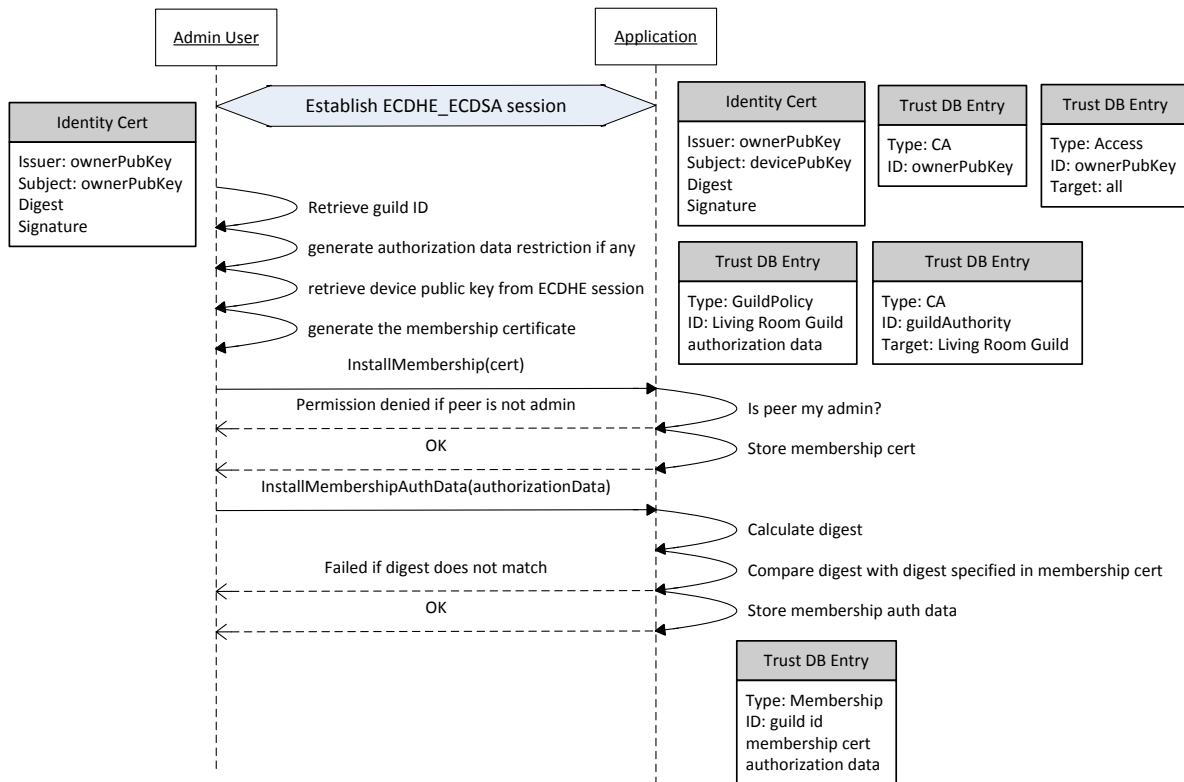 Admin User
Application
Establish ECDHE_ECDSA session
Identity Cert
Issuer: ownerPubKey
Subject: ownerPubKey
Digest
Signature
Identity Cert
Issuer: ownerPubKey
Subject: devicePubKey
Digest
Signature
Trust DB Entry
Type: CA
ID: ownerPubKey
Trust DB Entry
Type: Access
ID: ownerPubKey
Target: all
Retrieve guild ID
generate authorization data restriction if any
retrieve device public key from ECDHE session
generate the membership certificate
Trust DB Entry
Type: GuildPolicy
ID: Living Room Guild
authorization data
Trust DB Entry
Type: CA
ID: guildAuthority
Target: Living Room Guild
InstallMembership(cert)
Permission denied if peer is not admin
Is peer my admin?
OK
Store membership cert
InstallMembershipAuthData(authorizationData)
Calculate digest
Failed if digest does not match
Compare digest with digest specified in membership cert
OK
Store membership auth data
Trust DB Entry
Type: Membership
ID: guild id
membership cert
authorization data